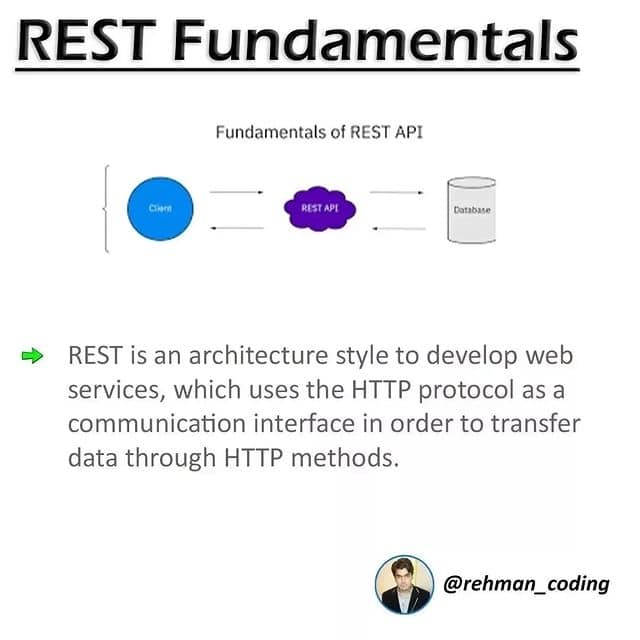 REST Fundamentals
Fundamentals of REST API
Client
REST API
Database
REST is an architecture style to develop web
services, which uses the HTTP protocol as a
communication interface in order to transfer
data through HTTP methods.
@rehman_coding